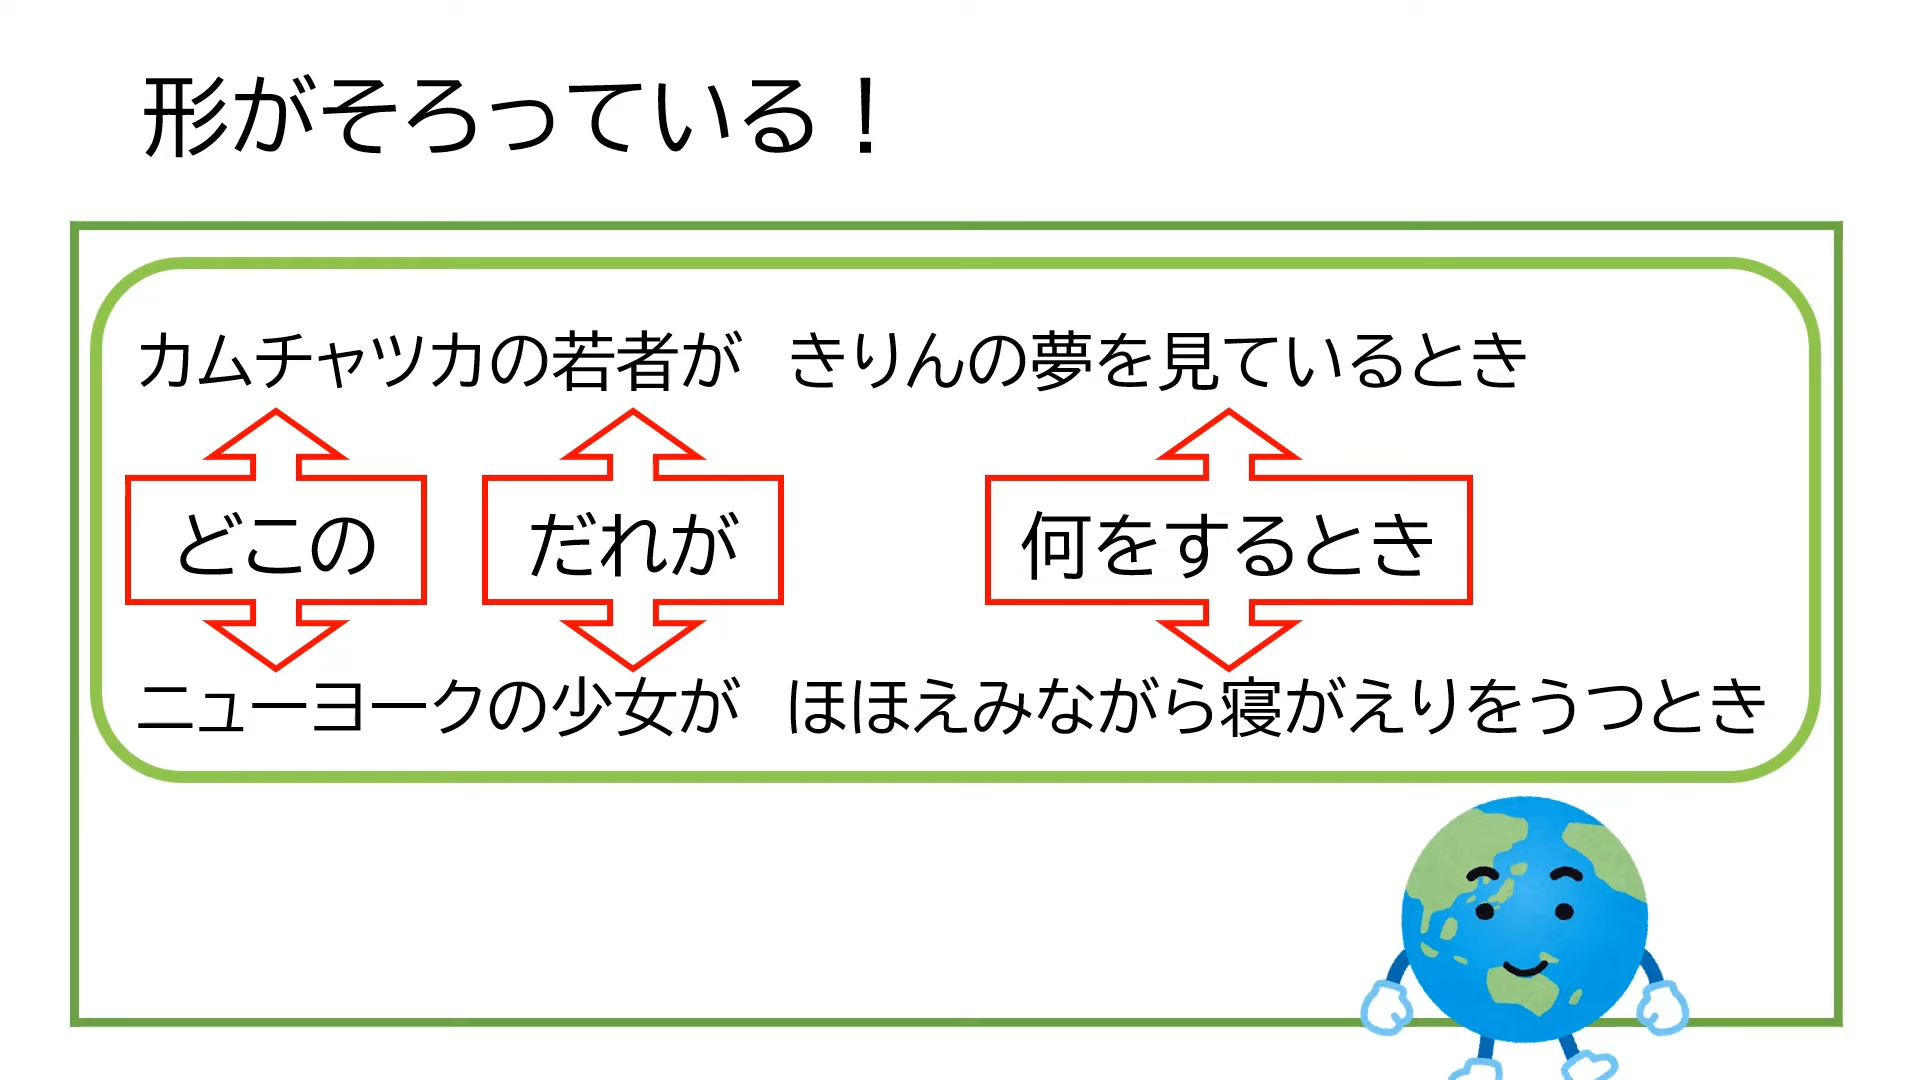 形がそろっている！
カムチャツカの若者が　きりんの夢を見ているとき
どこの　だれが　何をするとき
ニューヨークの少女が　ほほえみながら寝がえりをうつとき